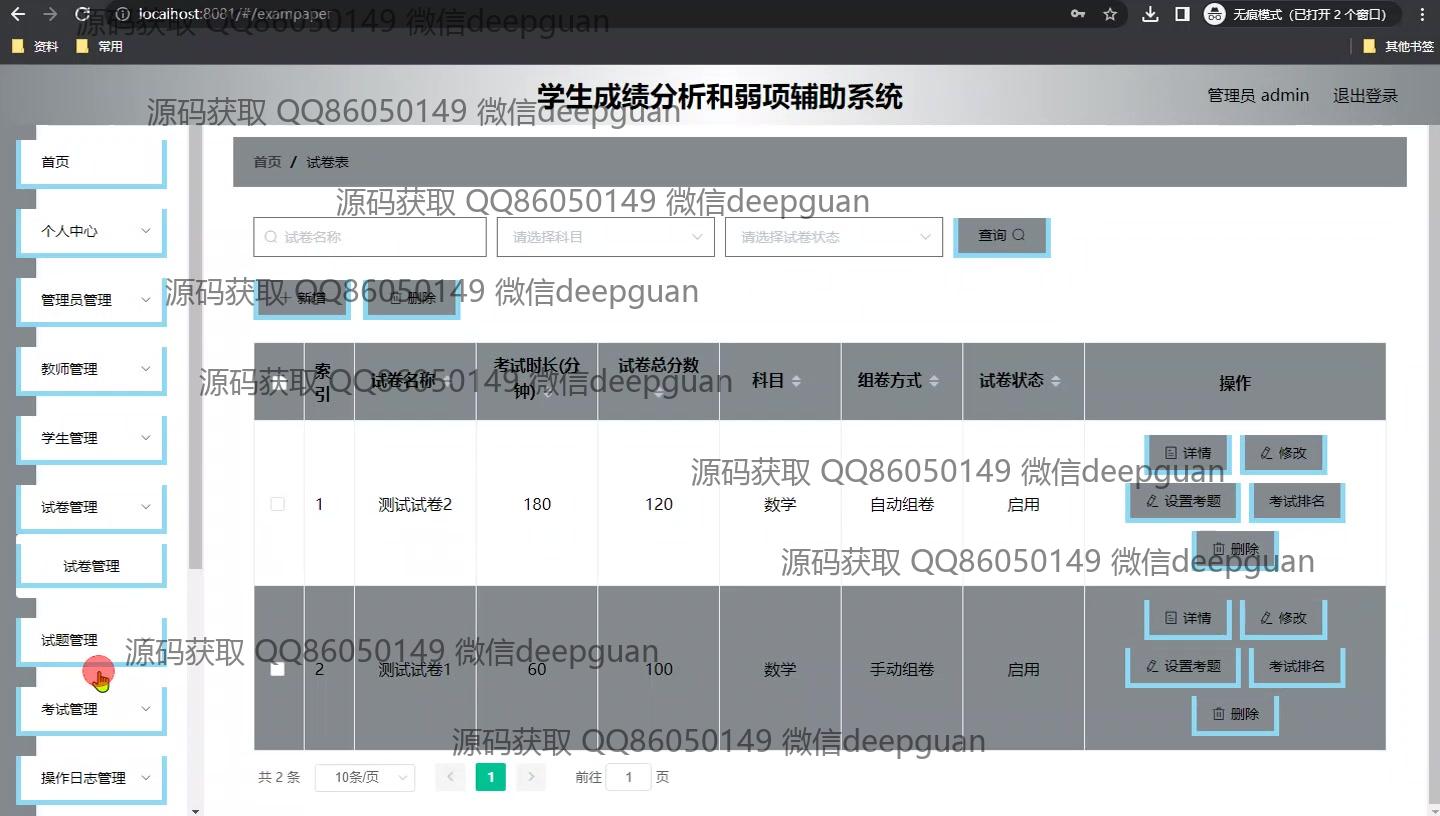 localhost:8081/#/exampaper
无痕模式（已打开 2 个窗口）
源码获取 QQ86050149 微信deepguan
资料
常用
其他书签
学生成绩分析和弱项辅助系统
管理员 admin
退出登录
源码获取 QQ86050149 微信deepguan
首页
个人中心
管理员管理
教师管理
学生管理
试卷管理
试卷管理
试题管理
考试管理
操作日志管理
首页 / 试卷表
源码获取 QQ86050149 微信deepguan
试卷名称
请选择科目
请选择试卷状态
查询
源码获取 QQ86050149 微信deepguan
+ 新增
删除
索引
试卷名称
考试时长(分钟)
试卷总分数
科目
组卷方式
试卷状态
操作
源码获取 QQ86050149 微信deepguan
1
测试试卷2
180
120
数学
自动组卷
启用
详情
修改
设置考题
考试排名
删除
源码获取 QQ86050149 微信deepguan
源码获取 QQ86050149 微信deepguan
2
测试试卷1
60
100
数学
手动组卷
启用
详情
修改
设置考题
考试排名
删除
源码获取 QQ86050149 微信deepguan
源码获取 QQ86050149 微信deepguan
共 2 条
10条/页
1
前往 1 页